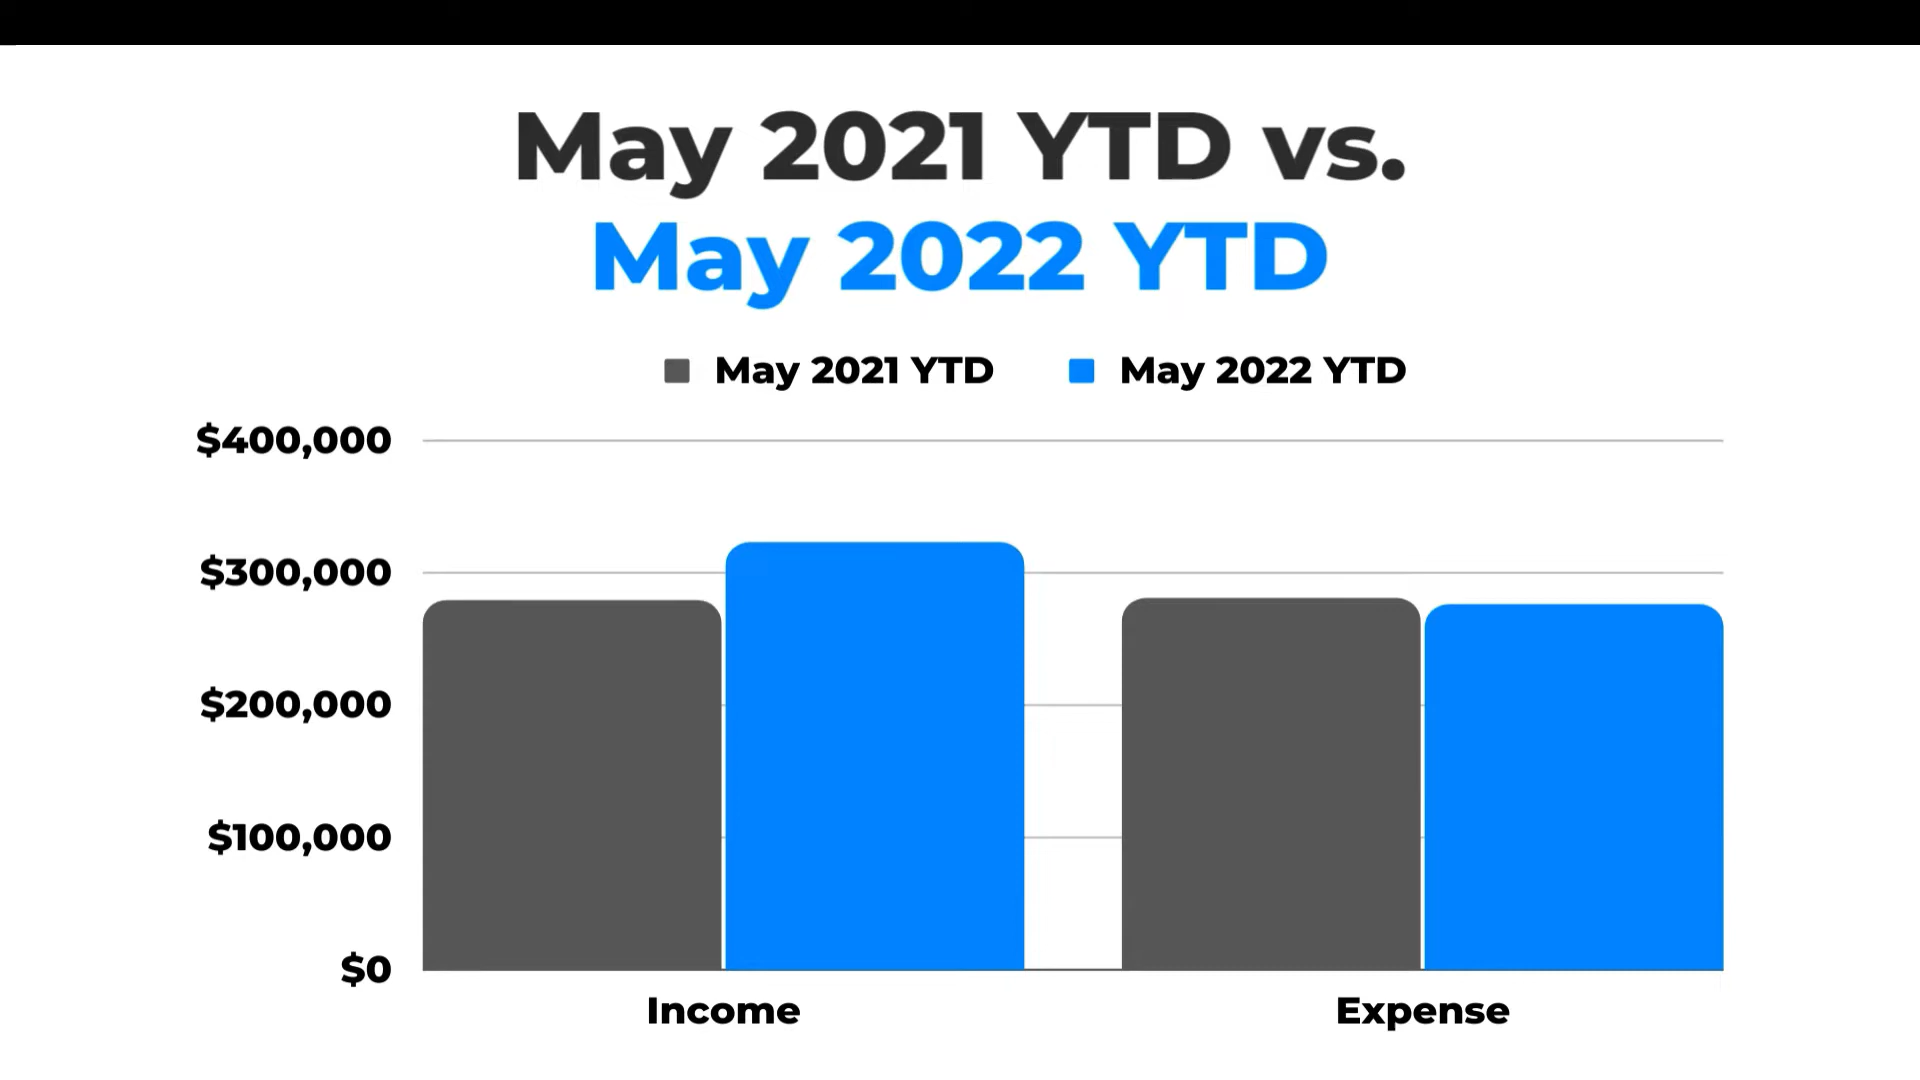 May 2021 YTD vs.
May 2022 YTD
May 2021 YTD May 2022 YTD
$400,000
$300,000
$200,000
$100,000
$0
Income Expense